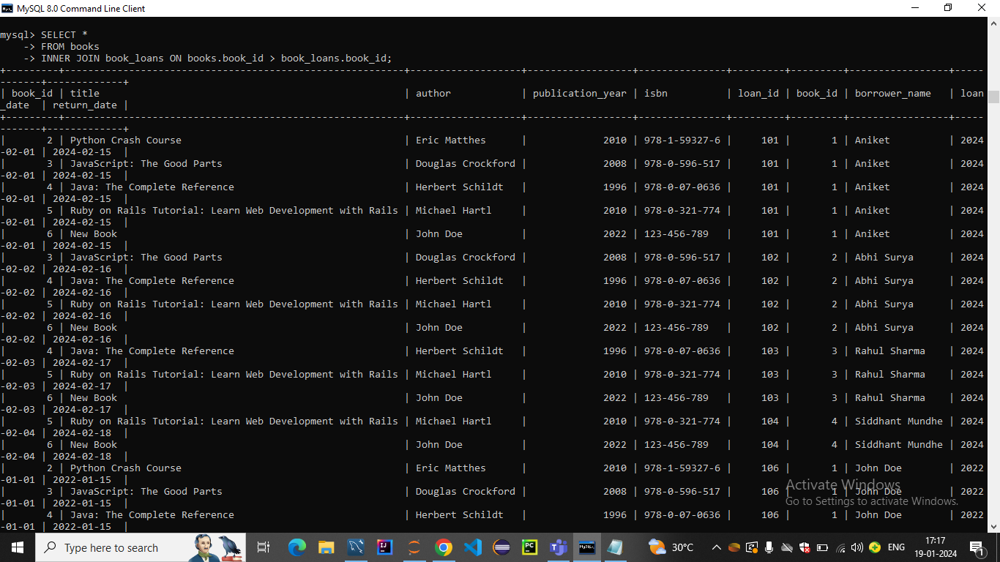 MySQL 8.0 Command Line Client
mysql> SELECT *
    -> FROM books
    -> INNER JOIN book_loans ON books.book_id > book_loans.book_id;
+---------+----------------------------------------------------------+-------------------+------------------+---------------+---------+---------+-----------------+-----
-------+-------------+
| book_id | title                                                    | author            | publication_year | isbn          | loan_id | book_id | borrower_name   | loan
_date  | return_date |
+---------+----------------------------------------------------------+-------------------+------------------+---------------+---------+---------+-----------------+-----
-------+-------------+
|       2 | Python Crash Course                                      | Eric Matthes      |             2010 | 978-1-59327-6 |     101 |       1 | Aniket          | 2024
-02-01 | 2024-02-15  |
|       3 | JavaScript: The Good Parts                               | Douglas Crockford |             2008 | 978-0-596-517 |     101 |       1 | Aniket          | 2024
-02-01 | 2024-02-15  |
|       4 | Java: The Complete Reference                             | Herbert Schildt   |             1996 | 978-0-07-0636 |     101 |       1 | Aniket          | 2024
-02-01 | 2024-02-15  |
|       5 | Ruby on Rails Tutorial: Learn Web Development with Rails | Michael Hartl     |             2010 | 978-0-321-774 |     101 |       1 | Aniket          | 2024
-02-01 | 2024-02-15  |
|       6 | New Book                                                 | John Doe          |             2022 | 123-456-789   |     101 |       1 | Aniket          | 2024
-02-01 | 2024-02-15  |
|       3 | JavaScript: The Good Parts                               | Douglas Crockford |             2008 | 978-0-596-517 |     102 |       2 | Abhi Surya      | 2024
-02-02 | 2024-02-16  |
|       4 | Java: The Complete Reference                             | Herbert Schildt   |             1996 | 978-0-07-0636 |     102 |       2 | Abhi Surya      | 2024
-02-02 | 2024-02-16  |
|       5 | Ruby on Rails Tutorial: Learn Web Development with Rails | Michael Hartl     |             2010 | 978-0-321-774 |     102 |       2 | Abhi Surya      | 2024
-02-02 | 2024-02-16  |
|       6 | New Book                                                 | John Doe          |             2022 | 123-456-789   |     102 |       2 | Abhi Surya      | 2024
-02-02 | 2024-02-16  |
|       4 | Java: The Complete Reference                             | Herbert Schildt   |             1996 | 978-0-07-0636 |     103 |       3 | Rahul Sharma    | 2024
-02-03 | 2024-02-17  |
|       5 | Ruby on Rails Tutorial: Learn Web Development with Rails | Michael Hartl     |             2010 | 978-0-321-774 |     103 |       3 | Rahul Sharma    | 2024
-02-03 | 2024-02-17  |
|       6 | New Book                                                 | John Doe          |             2022 | 123-456-789   |     103 |       3 | Rahul Sharma    | 2024
-02-03 | 2024-02-17  |
|       5 | Ruby on Rails Tutorial: Learn Web Development with Rails | Michael Hartl     |             2010 | 978-0-321-774 |     104 |       4 | Siddhant Mundhe | 2024
-02-04 | 2024-02-18  |
|       6 | New Book                                                 | John Doe          |             2022 | 123-456-789   |     104 |       4 | Siddhant Mundhe | 2024
-02-04 | 2024-02-18  |
|       2 | Python Crash Course                                      | Eric Matthes      |             2010 | 978-1-59327-6 |     106 |       1 | John Doe        | 2022
-01-01 | 2022-01-15  |
|       3 | JavaScript: The Good Parts                               | Douglas Crockford |             2008 | 978-0-596-517 |     106 |       1 | John Doe        | 2022
-01-01 | 2022-01-15  |
|       4 | Java: The Complete Reference                             | Herbert Schildt   |             1996 | 978-0-07-0636 |     106 |       1 | John Doe        | 2022
-01-01 | 2022-01-15  |
Activate Windows
Go to Settings to activate Windows.
Type here to search
30°C
ENG
17:17
19-01-2024
1